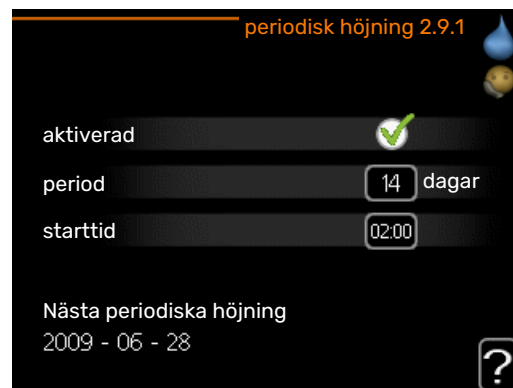 periodisk höjning 2.9.1
aktiverad
period 14 dagar
starttid 02:00
Nästa periodiska höjning
2009 - 06 - 28
?